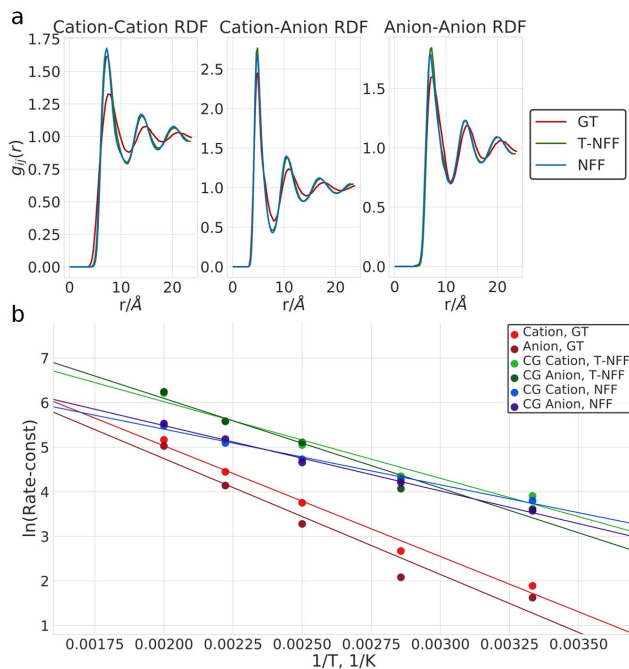 a
Cation-Cation RDF Cation-Anion RDF Anion-Anion RDF
1.75
1.50
1.25
1.00
0.75
0.50
0.25
0.00
g_ij(r)
0 10 20
r/Å
2.5
2.0
1.5
1.0
0.5
0.0
0 10 20
r/Å
1.5
1.0
0.5
0.0
0 10 20
r/Å
GT
T-NFF
NFF
b
Cation, GT
Anion, GT
CG Cation, T-NFF
CG Anion, T-NFF
CG Cation, NFF
CG Anion, NFF
7
6
5
4
3
2
1
ln(Rate-const)
0.00175 0.00200 0.00225 0.00250 0.00275 0.00300 0.00325 0.00350
1/T, 1/K